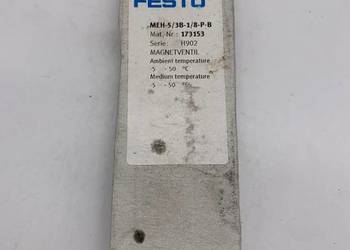 FESTO
MEH-5/3B-1/8-P-B
Mat. Nr.: 173153
Serie: H902
MAGNETVENTIL
Ambient temperature
-5 - 50 °C
Medium temperature
-5 - 50 °C